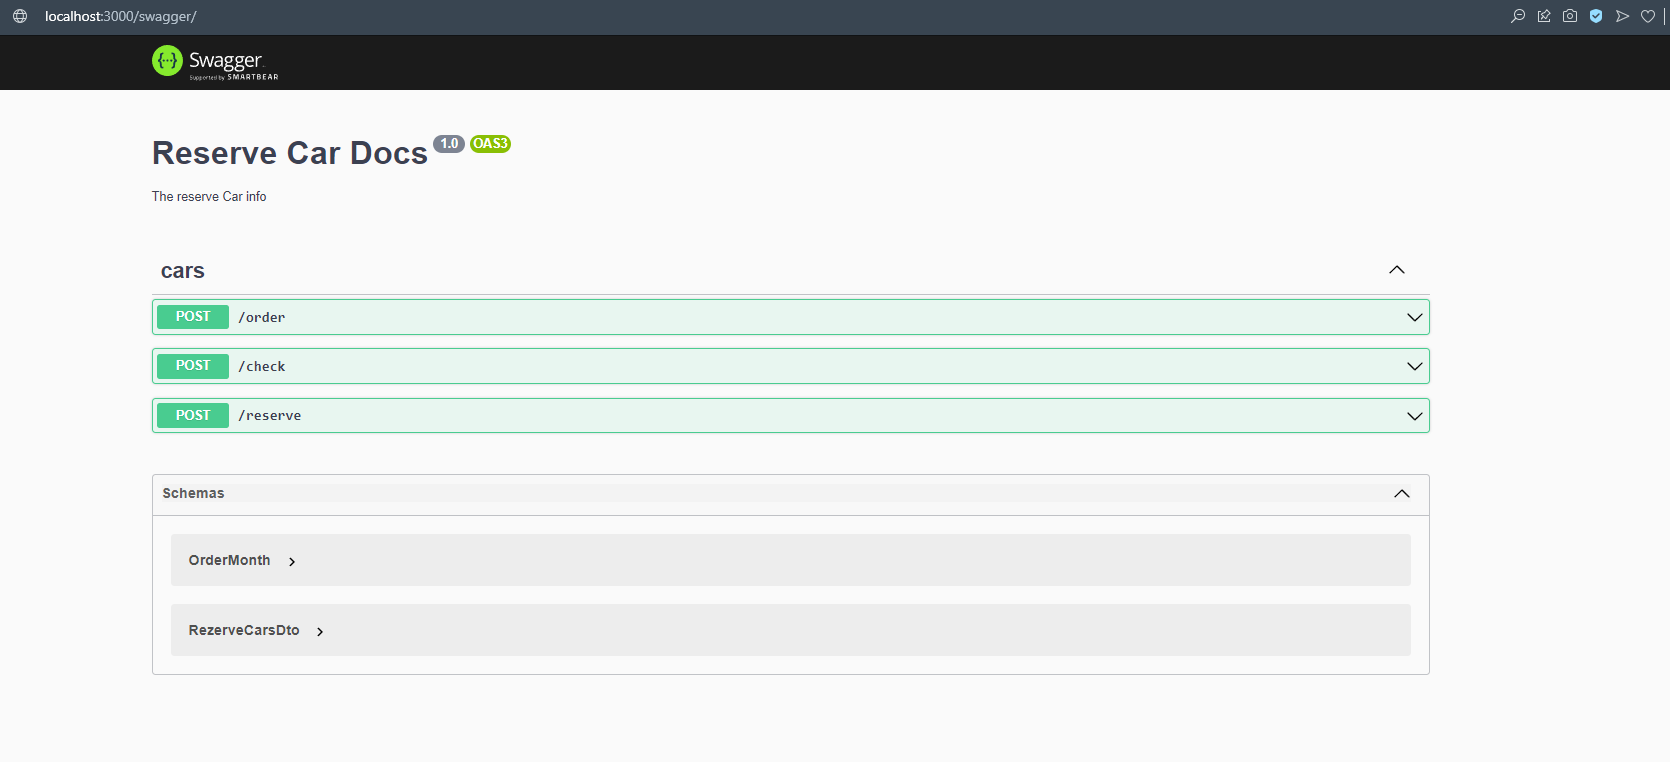 localhost:3000/swagger/
Swagger
Supported by SMARTBEAR
Reserve Car Docs 1.0 OAS3
The reserve Car info
cars
POST /order
POST /check
POST /reserve
Schemas
OrderMonth
RezerveCarsDto